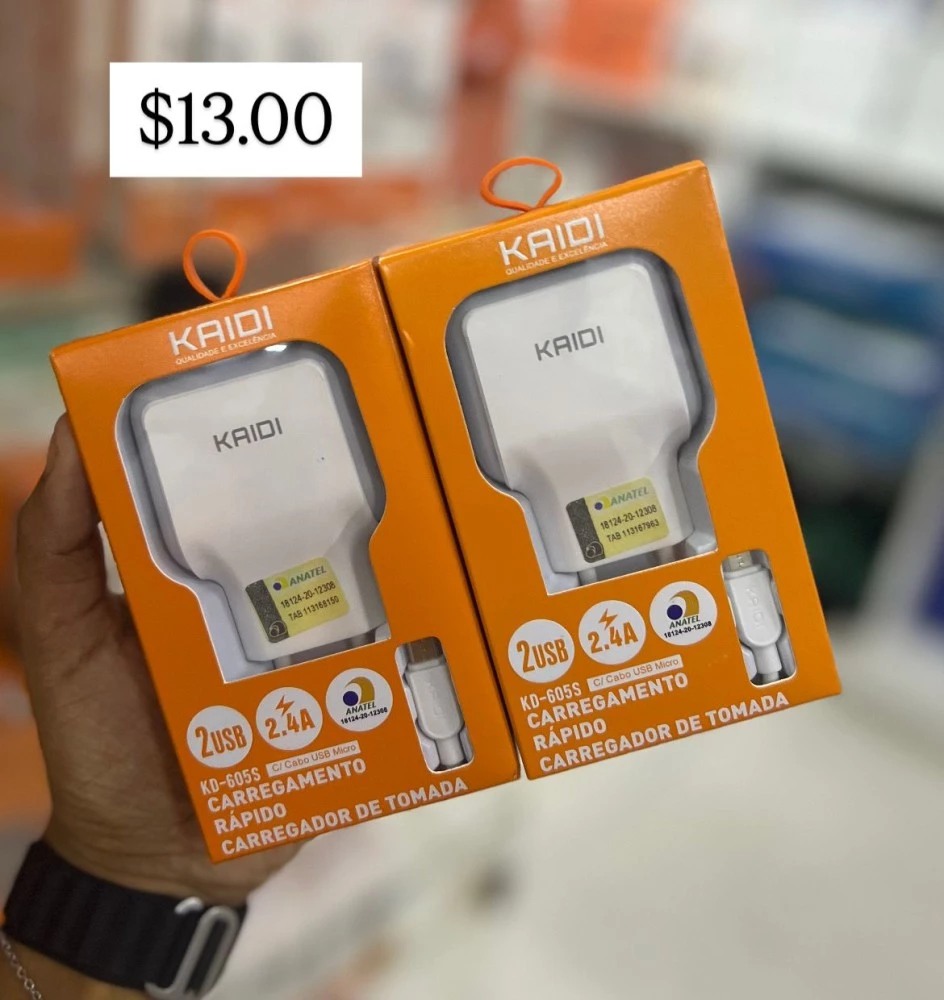 $13.00
KAIDI
QUALIDADE E EXCELÊNCIA
KAIDI
ANATEL
18124-20-12308
TAB 113168150
2USB
2.4A
ANATEL
18124-20-12308
KD-605S
C/ Cabo USB Micro
CARREGAMENTO
RÁPIDO
CARREGADOR DE TOMADA
KAIDI
QUALIDADE E EXCELÊNCIA
KAIDI
ANATEL
18124-20-12308
TAB 113167963
2USB
2.4A
ANATEL
18124-20-12308
KD-605S
C/ Cabo USB Micro
CARREGAMENTO
RÁPIDO
CARREGADOR DE TOMADA